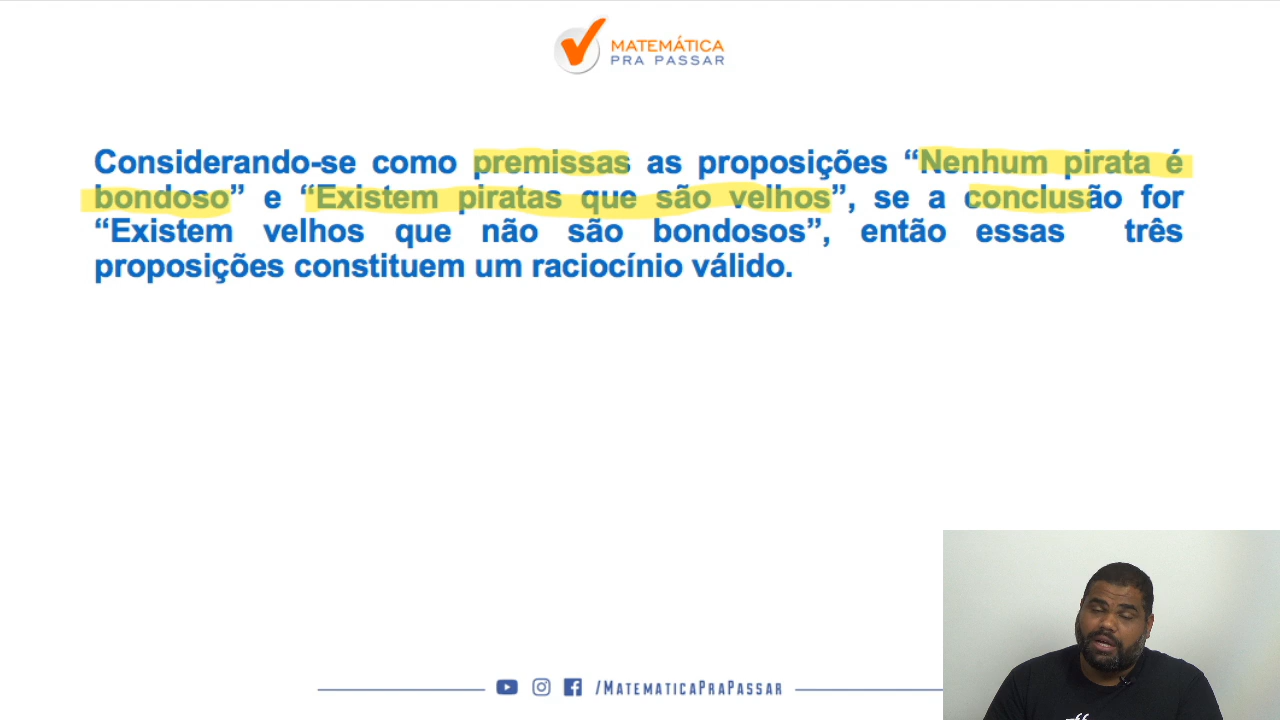 MATEMÁTICA
PRA PASSAR
Considerando-se como premissas as proposições “Nenhum pirata é
bondoso” e “Existem piratas que são velhos”, se a conclusão for
“Existem velhos que não são bondosos”, então essas três
proposições constituem um raciocínio válido.
/MATEMATICAPRAPASSAR